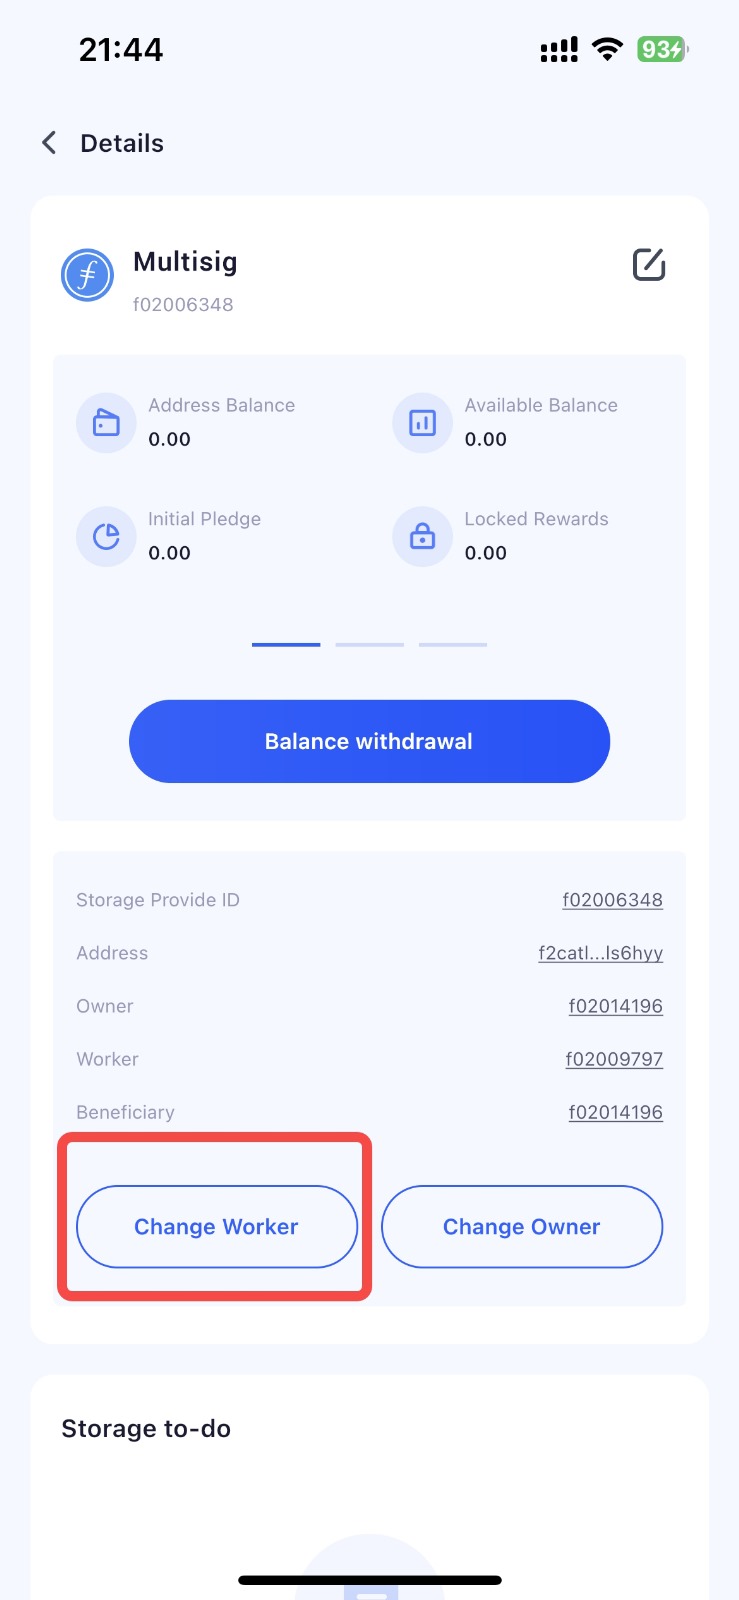 21:44
93
Details
Multisig
f02006348
Address Balance
0.00
Available Balance
0.00
Initial Pledge
0.00
Locked Rewards
0.00
Balance withdrawal
Storage Provide ID
f02006348
Address
f2catl...ls6hyy
Owner
f02014196
Worker
f02009797
Beneficiary
f02014196
Change Worker
Change Owner
Storage to-do